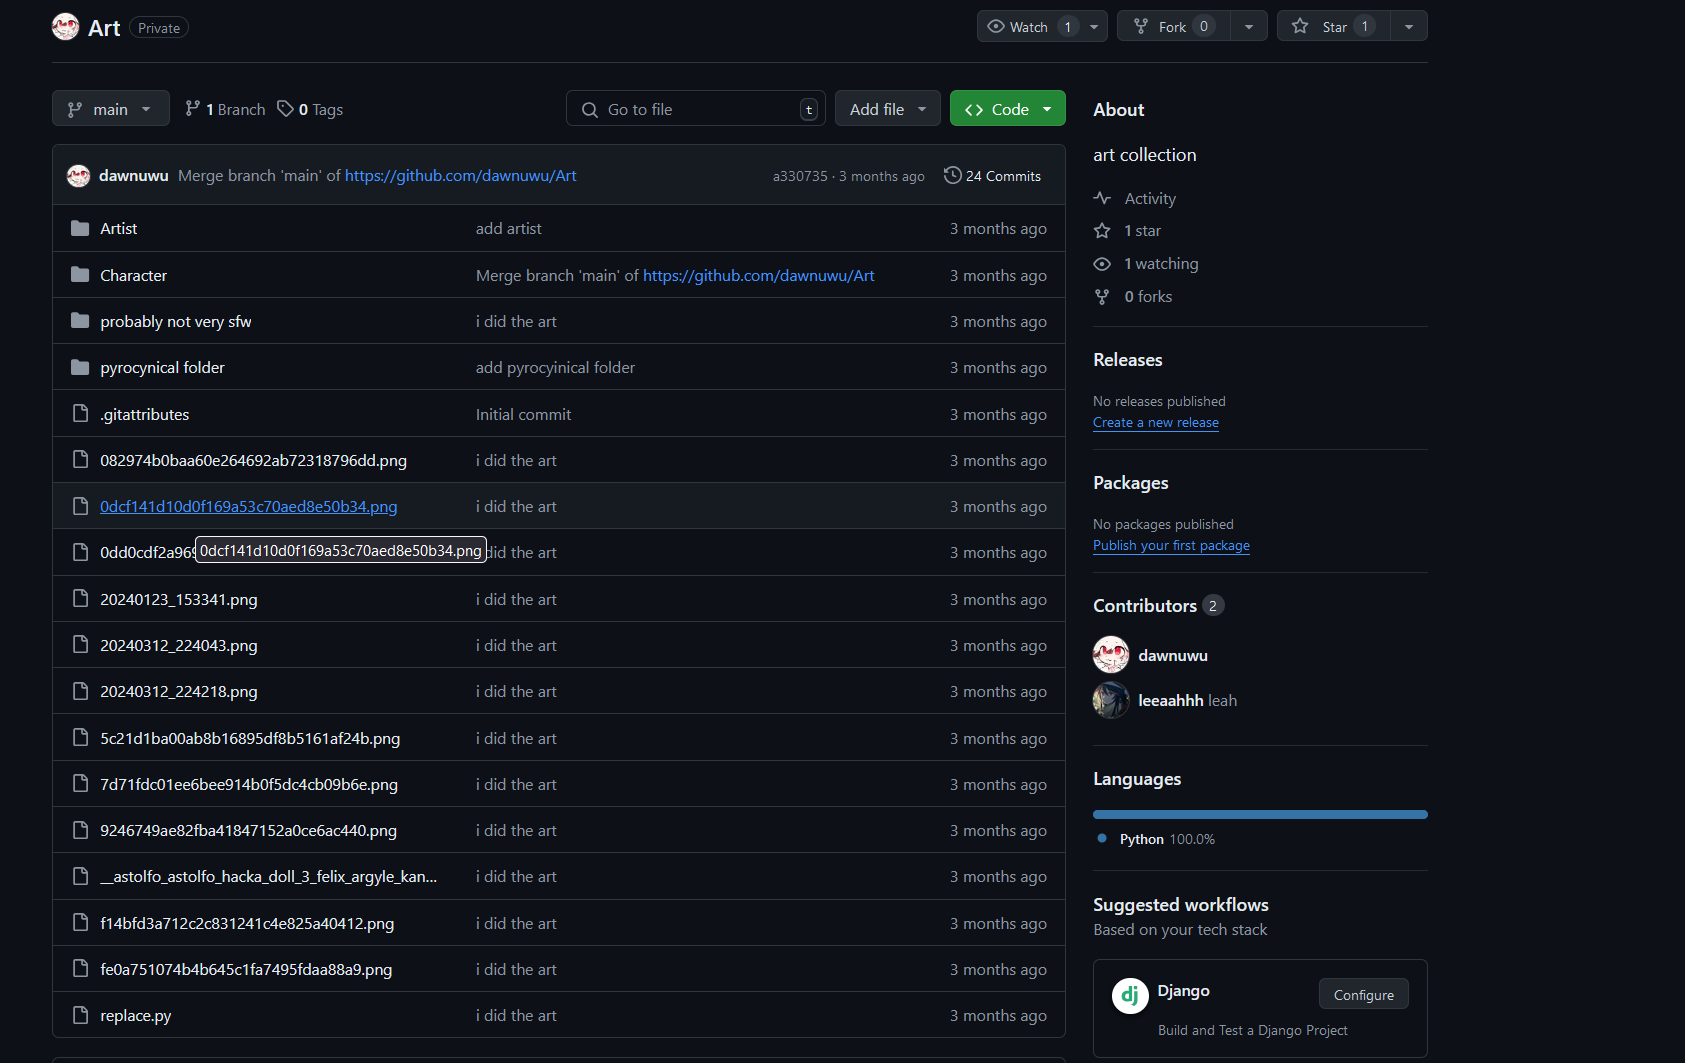 Art Private Watch 1 Fork 0 Star 1
main 1 Branch 0 Tags Go to file t Add file Code
dawnuwu Merge branch 'main' of https://github.com/dawnuwu/Art a330735 · 3 months ago 24 Commits
Artist add artist 3 months ago
Character Merge branch 'main' of https://github.com/dawnuwu/Art 3 months ago
probably not very sfw i did the art 3 months ago
pyrocynical folder add pyrocyinical folder 3 months ago
.gitattributes Initial commit 3 months ago
082974b0baa60e264692ab72318796dd.png i did the art 3 months ago
0dcf141d10d0f169a53c70aed8e50b34.png i did the art 3 months ago
0dd0cdf2a969 did the art 3 months ago
0dcf141d10d0f169a53c70aed8e50b34.png
20240123_153341.png i did the art 3 months ago
20240312_224043.png i did the art 3 months ago
20240312_224218.png i did the art 3 months ago
5c21d1ba00ab8b16895df8b5161af24b.png i did the art 3 months ago
7d71fdc01ee6bee914b0f5dc4cb09b6e.png i did the art 3 months ago
9246749ae82fba41847152a0ce6ac440.png i did the art 3 months ago
__astolfo_astolfo_hacka_doll_3_felix_argyle_kan... i did the art 3 months ago
f14bfd3a712c2c831241c4e825a40412.png i did the art 3 months ago
fe0a751074b4b645c1fa7495fdaa88a9.png i did the art 3 months ago
replace.py i did the art 3 months ago
About
art collection
Activity
1 star
1 watching
0 forks
Releases
No releases published
Create a new release
Packages
No packages published
Publish your first package
Contributors 2
dawnuwu
leeaahhh leah
Languages
Python 100.0%
Suggested workflows
Based on your tech stack
dj Django Configure
Build and Test a Django Project